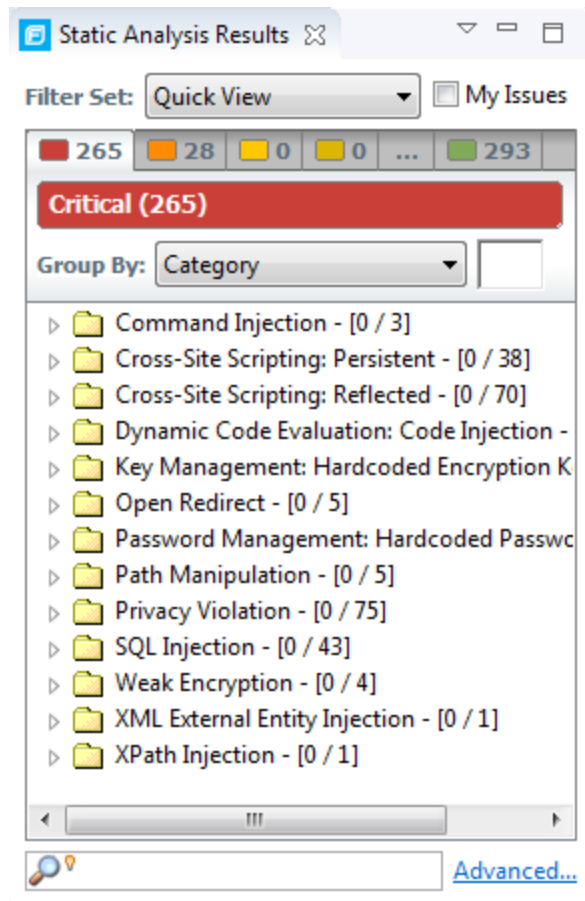 Static Analysis Results
Filter Set: Quick View My Issues
265 28 0 0 ... 293
Critical (265)
Group By: Category
Command Injection - [0 / 3]
Cross-Site Scripting: Persistent - [0 / 38]
Cross-Site Scripting: Reflected - [0 / 70]
Dynamic Code Evaluation: Code Injection -
Key Management: Hardcoded Encryption K
Open Redirect - [0 / 5]
Password Management: Hardcoded Passwo
Path Manipulation - [0 / 5]
Privacy Violation - [0 / 75]
SQL Injection - [0 / 43]
Weak Encryption - [0 / 4]
XML External Entity Injection - [0 / 1]
XPath Injection - [0 / 1]
Advanced...